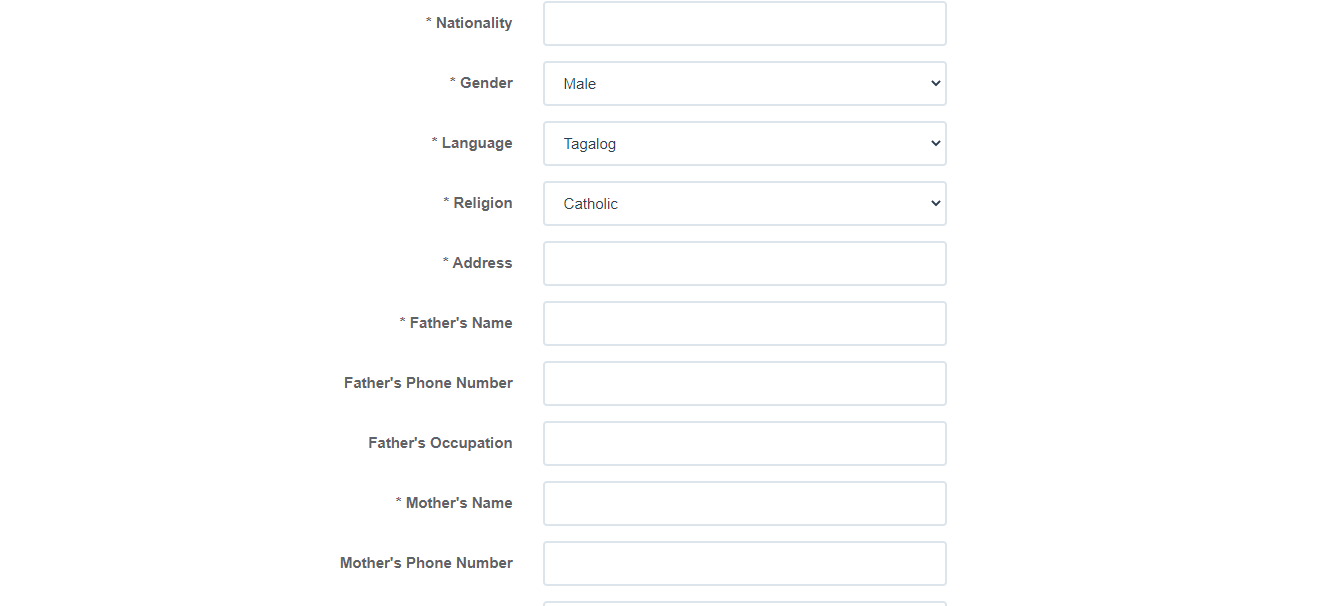 * Nationality
* Gender Male
* Language Tagalog
* Religion Catholic
* Address
* Father's Name
Father's Phone Number
Father's Occupation
* Mother's Name
Mother's Phone Number